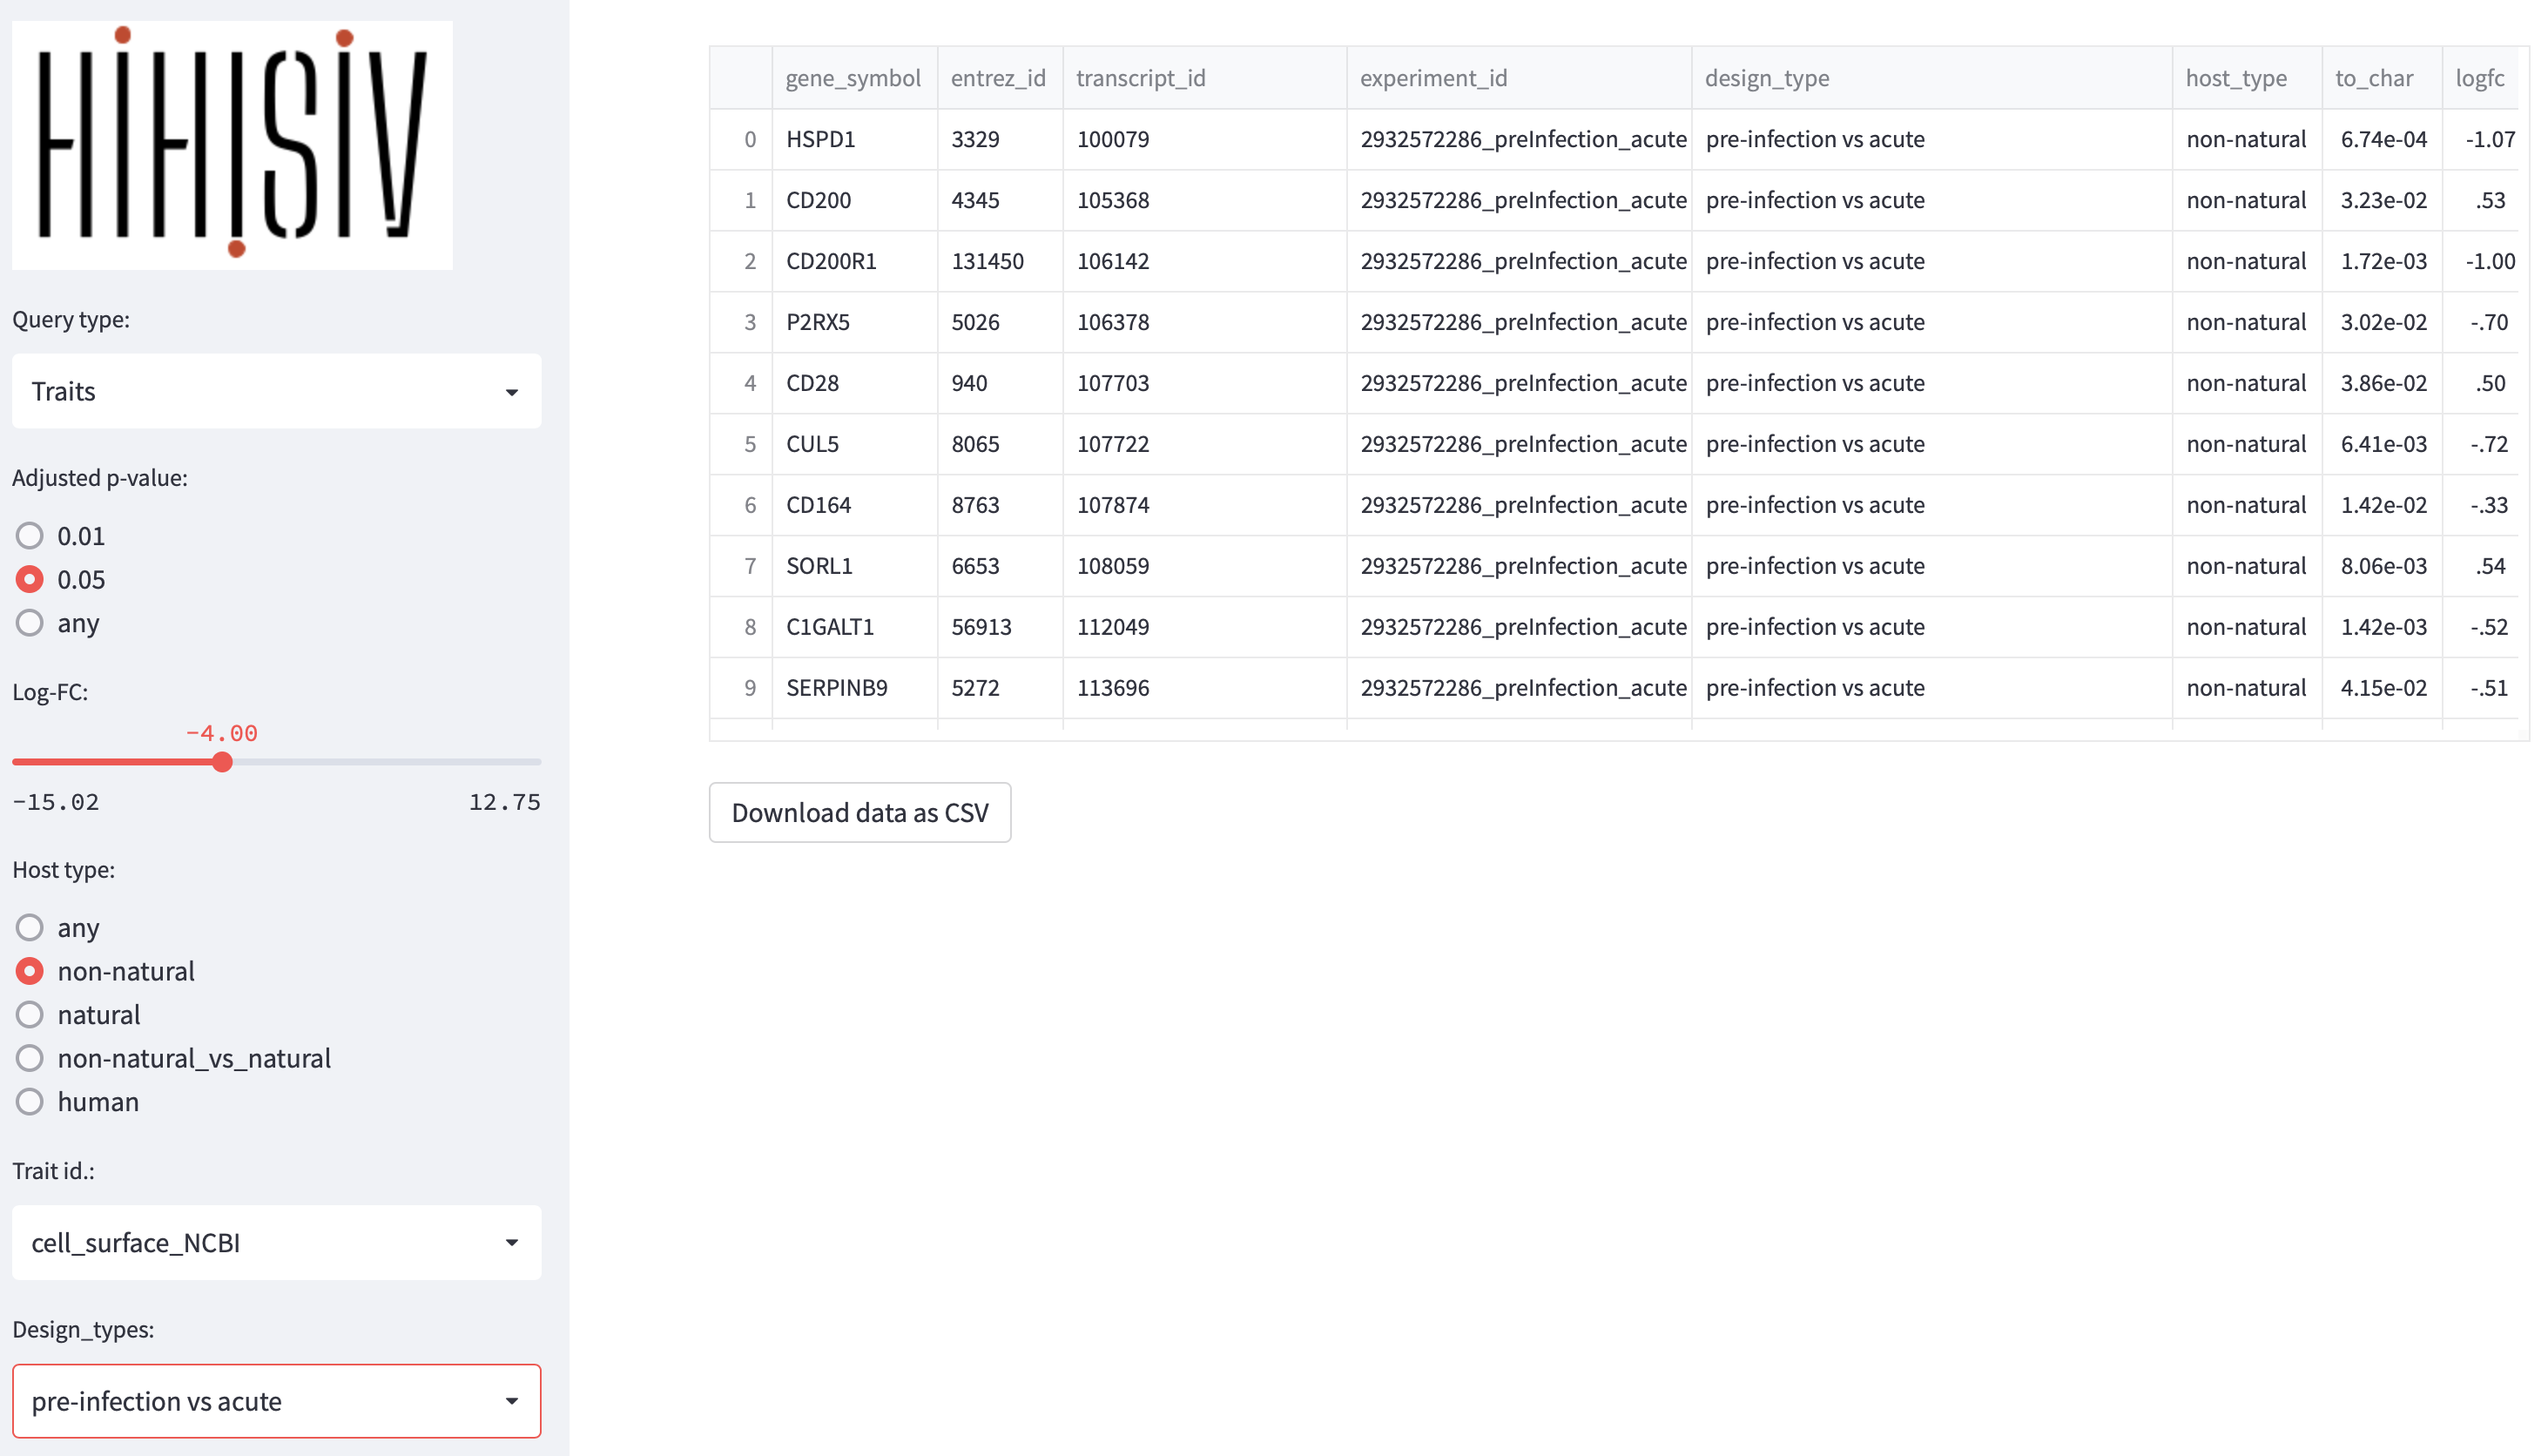 HIHISIV
Query type:
Traits
Adjusted p-value:
0.01
0.05
any
Log-FC:
-4.00
-15.02 12.75
Host type:
any
non-natural
natural
non-natural_vs_natural
human
Trait id.:
cell_surface_NCBI
Design_types:
pre-infection vs acute
gene_symbol entrez_id transcript_id experiment_id design_type host_type to_char logfc
0 HSPD1 3329 100079 2932572286_preInfection_acute pre-infection vs acute non-natural 6.74e-04 -1.07
1 CD200 4345 105368 2932572286_preInfection_acute pre-infection vs acute non-natural 3.23e-02 .53
2 CD200R1 131450 106142 2932572286_preInfection_acute pre-infection vs acute non-natural 1.72e-03 -1.00
3 P2RX5 5026 106378 2932572286_preInfection_acute pre-infection vs acute non-natural 3.02e-02 -.70
4 CD28 940 107703 2932572286_preInfection_acute pre-infection vs acute non-natural 3.86e-02 .50
5 CUL5 8065 107722 2932572286_preInfection_acute pre-infection vs acute non-natural 6.41e-03 -.72
6 CD164 8763 107874 2932572286_preInfection_acute pre-infection vs acute non-natural 1.42e-02 -.33
7 SORL1 6653 108059 2932572286_preInfection_acute pre-infection vs acute non-natural 8.06e-03 .54
8 C1GALT1 56913 112049 2932572286_preInfection_acute pre-infection vs acute non-natural 1.42e-03 -.52
9 SERPINB9 5272 113696 2932572286_preInfection_acute pre-infection vs acute non-natural 4.15e-02 -.51
Download data as CSV